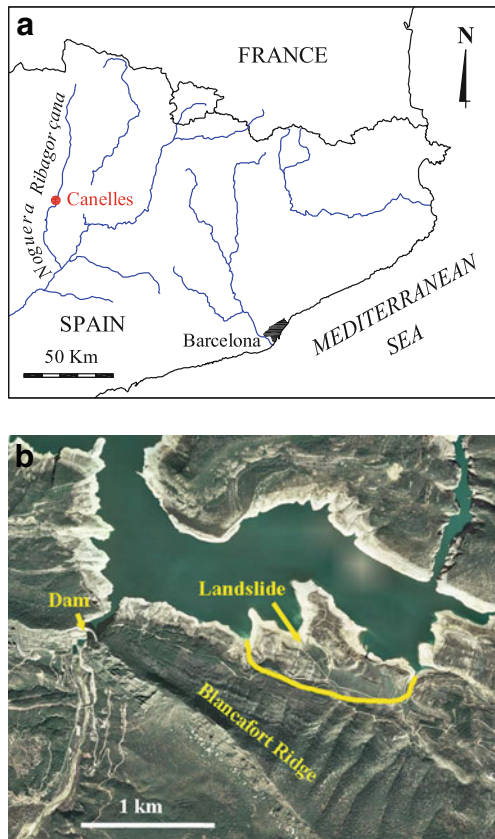 a
FRANCE
N
Noguera Ribagorçana
Canelles
SPAIN
Barcelona
MEDITERRANEAN
SEA
50 Km
b
Landslide
Dam
Blancafort Ridge
1 km